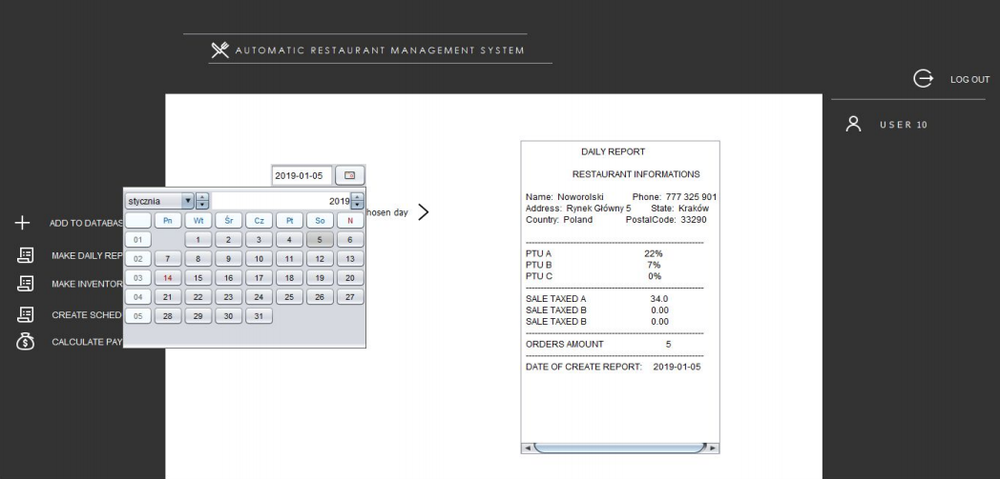 AUTOMATIC RESTAURANT MANAGEMENT SYSTEM
LOG OUT
USER 10
ADD TO DATABAS
MAKE DAILY REP
MAKE INVENTOR
CREATE SCHED
CALCULATE PAY
2019-01-05
stycznia 2019
Pn Wt Śr Cz Pt So N
01 1 2 3 4 5 6
02 7 8 9 10 11 12 13
03 14 15 16 17 18 19 20
04 21 22 23 24 25 26 27
05 28 29 30 31
hosen day
DAILY REPORT
RESTAURANT INFORMATIONS
Name: Noworolski Phone: 777 325 901
Address: Rynek Główny 5 State: Kraków
Country: Poland PostalCode: 33290
PTU A 22%
PTU B 7%
PTU C 0%
SALE TAXED A 34.0
SALE TAXED B 0.00
SALE TAXED B 0.00
ORDERS AMOUNT 5
DATE OF CREATE REPORT: 2019-01-05